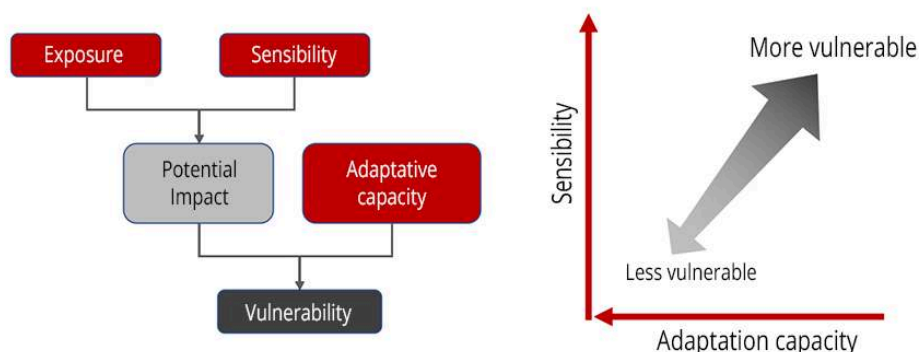 Exposure
Sensibility
Potential
Impact
Adaptative
capacity
Vulnerability
Sensibility
More vulnerable
Less vulnerable
Adaptation capacity